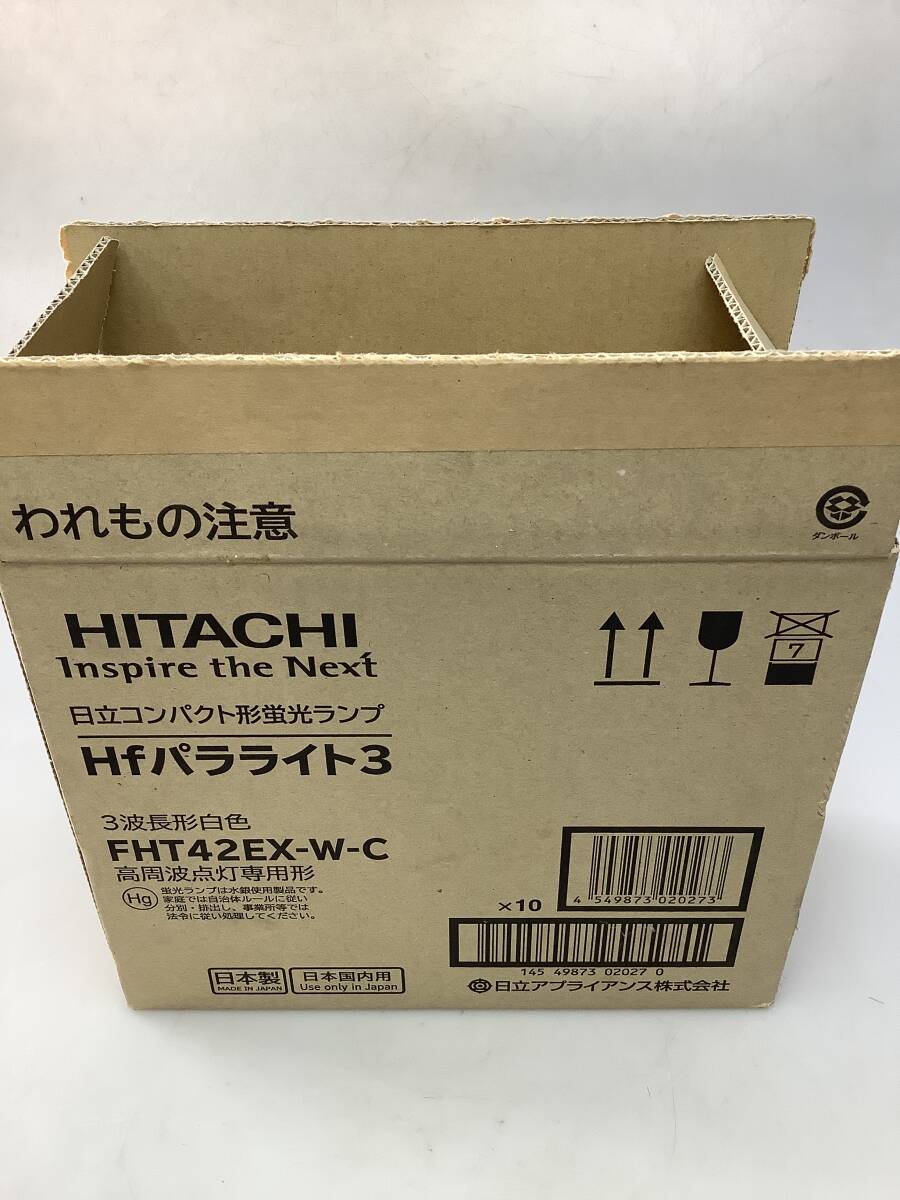 われもの注意
ダンボール
HITACHI
Inspire the Next
7
日立コンパクト形蛍光ランプ
Hfパラライト3
3波長形白色
FHT42EX-W-C
高周波点灯専用形
Hg
蛍光ランプは水銀使用製品です。
家庭では自治体ルールに従い
分別・排出し、事業所等では
法令に従い処理してください。
×10
4 549873 020273
145 49873 02027 0
日本製
MADE IN JAPAN
日本国内用
Use only in Japan
日立アプライアンス株式会社